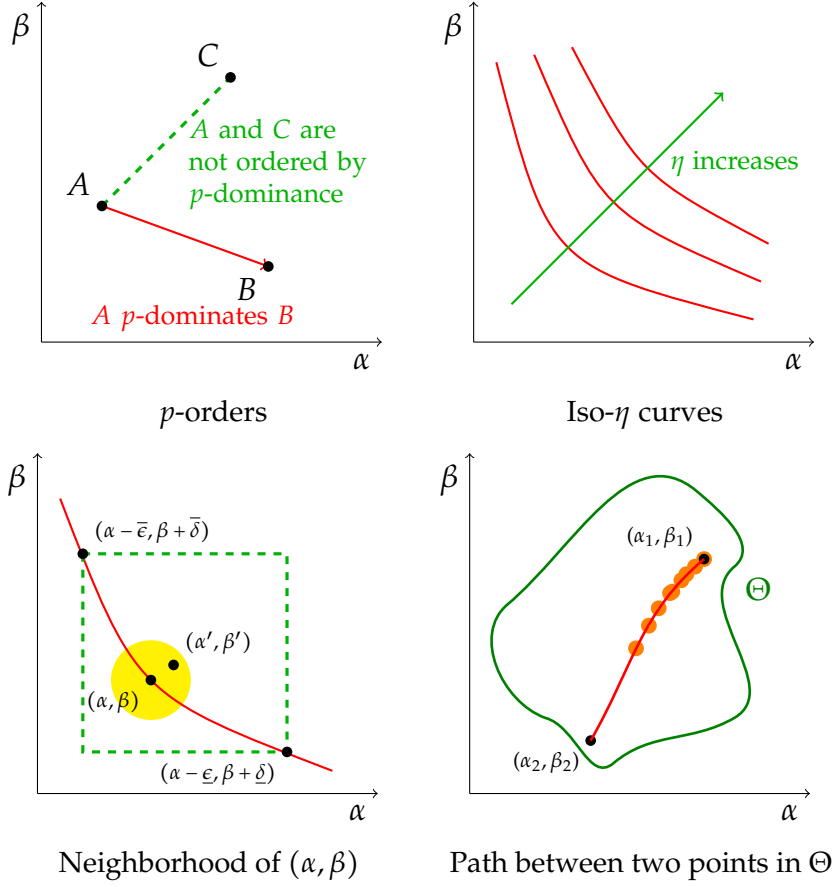 β
C
A and C are
not ordered by
p-dominance
A
B
A p-dominates B
α
p-orders
β
η increases
α
Iso-η curves
β
(α − ϵ̅, β + δ̅)
(α′, β′)
(α, β)
(α − ϵ̲, β + δ̲)
α
Neighborhood of (α, β)
β
(α₁, β₁)
Θ
(α₂, β₂)
α
Path between two points in Θ